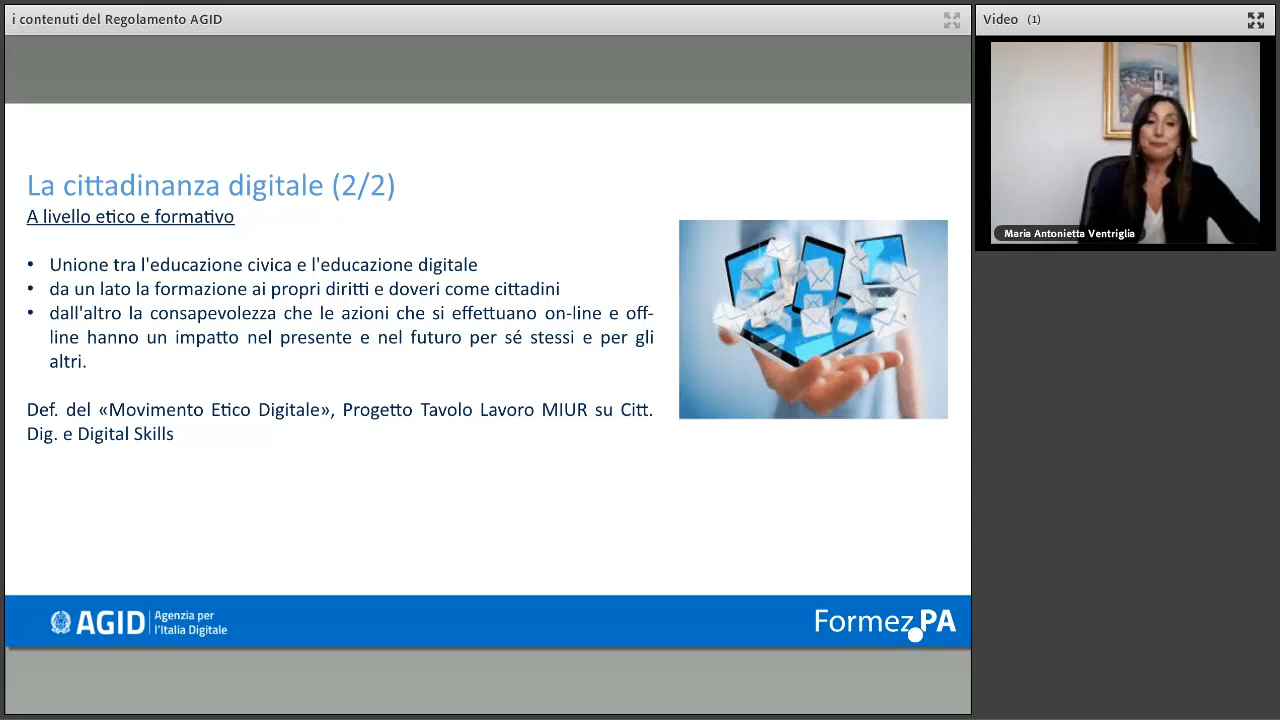 i contenuti del Regolamento AGID
Video (1)
Maria Antonietta Ventriglia
La cittadinanza digitale (2/2)
A livello etico e formativo
• Unione tra l'educazione civica e l'educazione digitale
• da un lato la formazione ai propri diritti e doveri come cittadini
• dall'altro la consapevolezza che le azioni che si effettuano on-line e off-
line hanno un impatto nel presente e nel futuro per sé stessi e per gli
altri.
Def. del «Movimento Etico Digitale», Progetto Tavolo Lavoro MIUR su Citt.
Dig. e Digital Skills
AGID Agenzia per
l'Italia Digitale
Formez PA